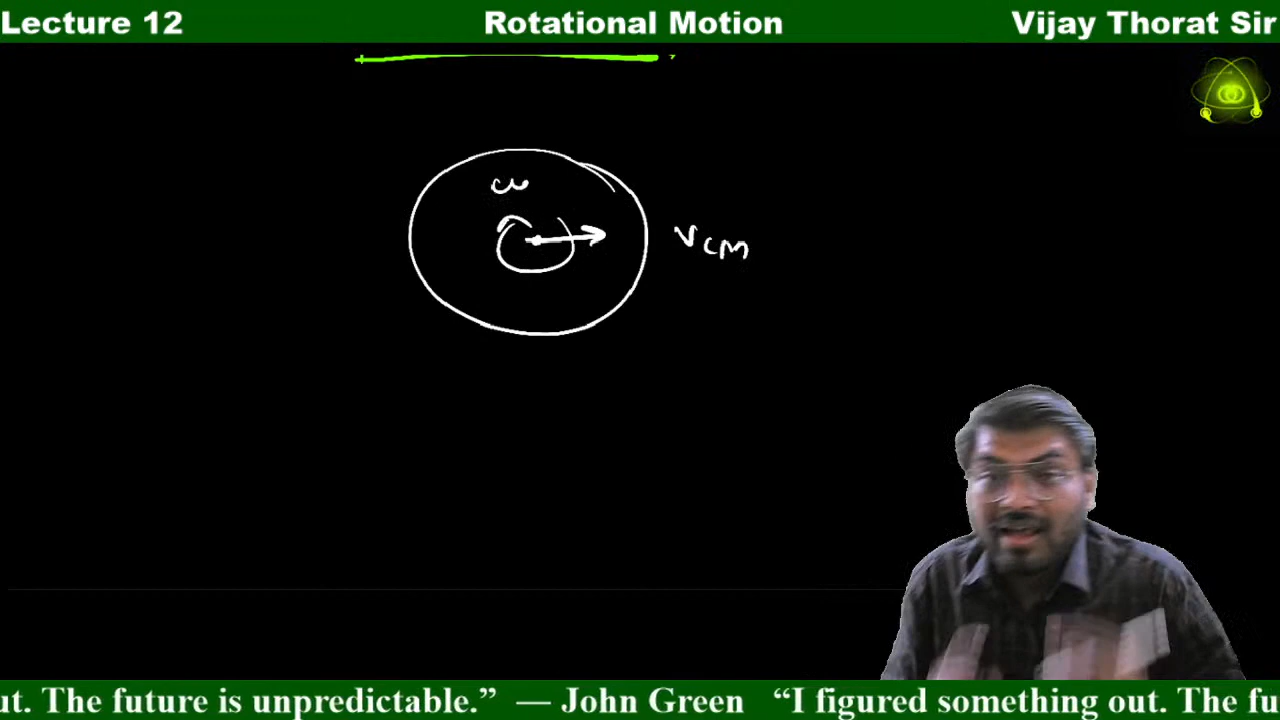 Lecture 12 Rotational Motion Vijay Thorat Sir
ω
VCM
ut. The future is unpredictable.” — John Green “I figured something out. The fu